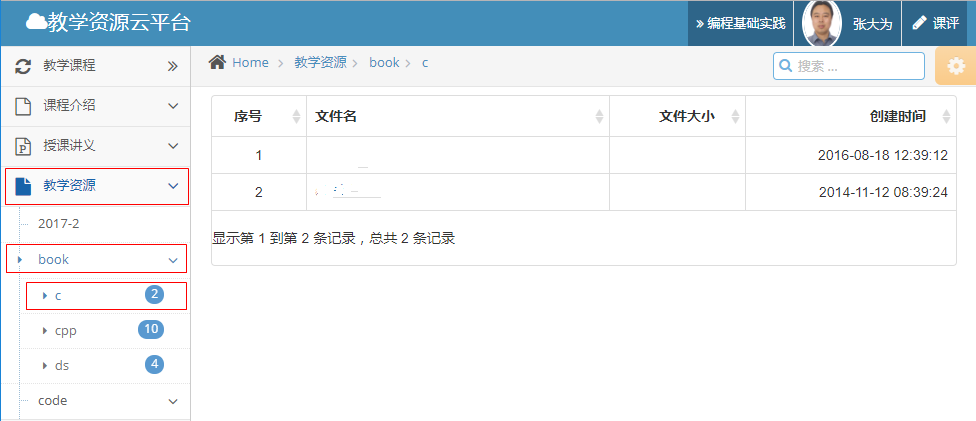 教学资源云平台
» 编程基础实践 张大为 课评
教学课程
课程介绍
授课讲义
教学资源
2017-2
book
c 2
cpp 10
ds 4
code
Home > 教学资源 > book > c
搜索 ...
序号 文件名 文件大小 创建时间
1 2016-08-18 12:39:12
2 2014-11-12 08:39:24
显示第 1 到第 2 条记录，总共 2 条记录